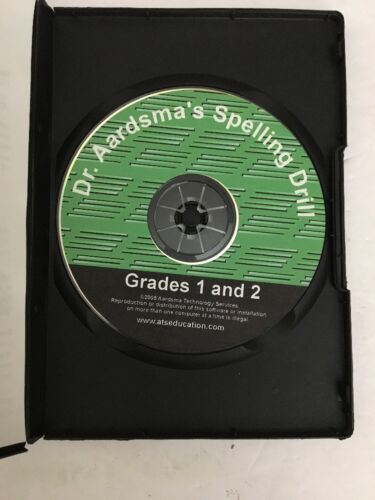 Dr. Aardsma's Spelling Drill
Grades 1 and 2
©2008 Aardsma Technology Services
Reproduction or distribution of this software or installation
on more than one computer at a time is illegal.
www.atseducation.com